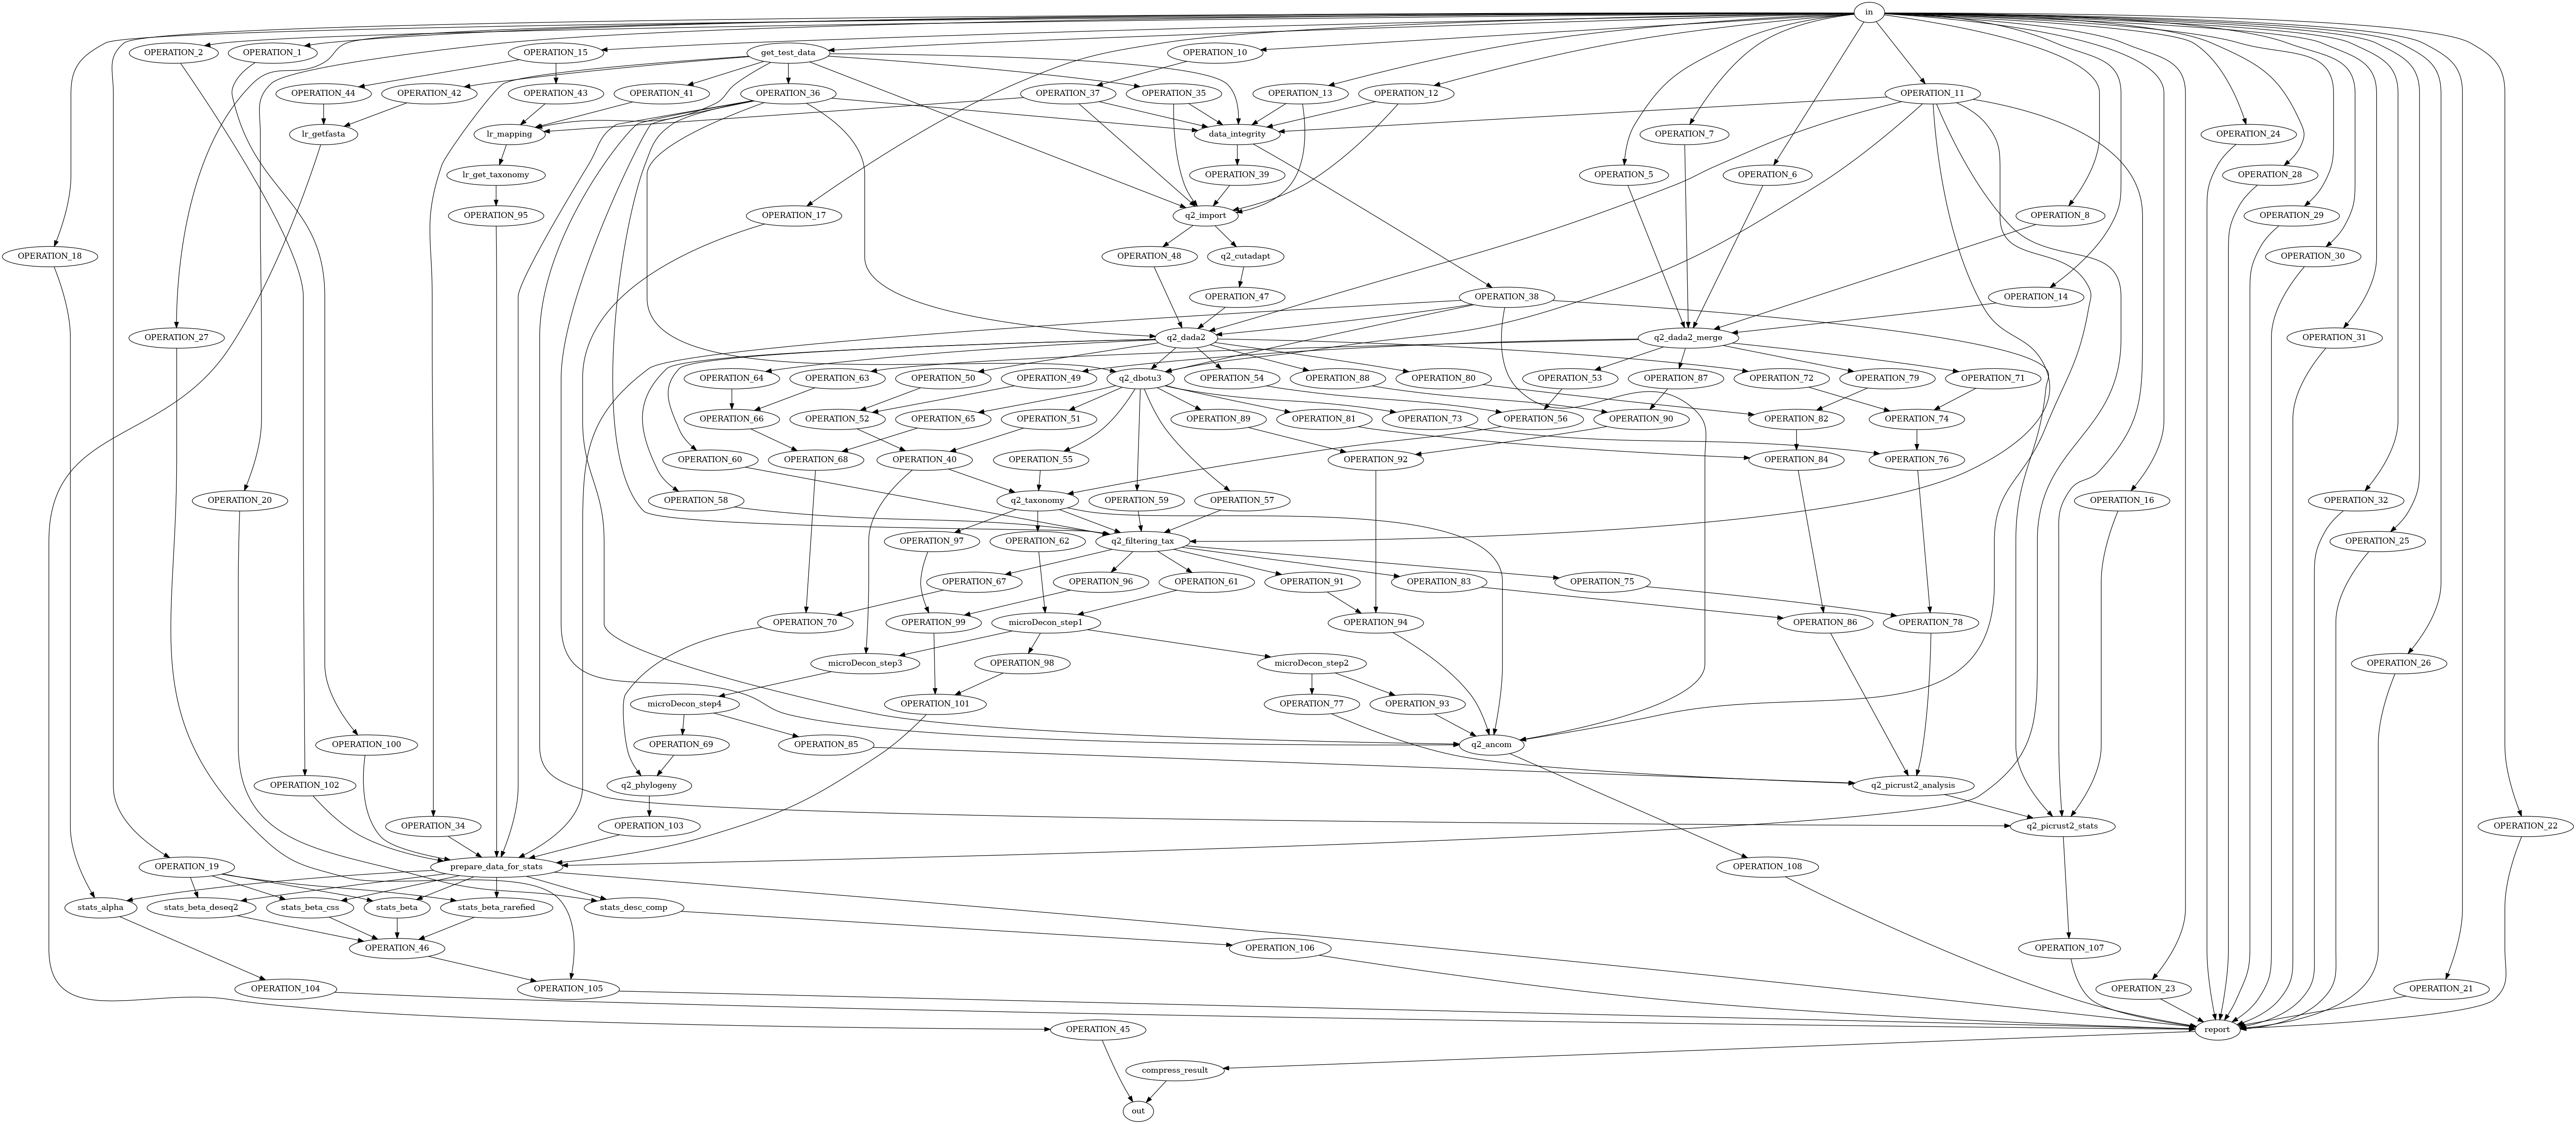 in
OPERATION_2
OPERATION_1
OPERATION_15
get_test_data
OPERATION_10
OPERATION_44
OPERATION_42
OPERATION_43
OPERATION_41
OPERATION_36
OPERATION_37
OPERATION_35
OPERATION_13
OPERATION_12
OPERATION_11
lr_getfasta
lr_mapping
data_integrity
OPERATION_7
OPERATION_24
lr_get_taxonomy
OPERATION_39
OPERATION_5
OPERATION_6
OPERATION_28
OPERATION_95
OPERATION_17
q2_import
OPERATION_8
OPERATION_29
OPERATION_18
OPERATION_48
q2_cutadapt
OPERATION_30
OPERATION_47
OPERATION_38
OPERATION_14
OPERATION_27
q2_dada2
q2_dada2_merge
OPERATION_31
OPERATION_64
OPERATION_63
OPERATION_50
OPERATION_49
q2_dbotu3
OPERATION_54
OPERATION_88
OPERATION_80
OPERATION_53
OPERATION_87
OPERATION_72
OPERATION_79
OPERATION_71
OPERATION_66
OPERATION_52
OPERATION_65
OPERATION_51
OPERATION_89
OPERATION_81
OPERATION_73
OPERATION_56
OPERATION_90
OPERATION_82
OPERATION_74
OPERATION_60
OPERATION_68
OPERATION_40
OPERATION_55
OPERATION_92
OPERATION_84
OPERATION_76
OPERATION_20
OPERATION_58
q2_taxonomy
OPERATION_59
OPERATION_57
OPERATION_16
OPERATION_32
OPERATION_97
OPERATION_62
q2_filtering_tax
OPERATION_25
OPERATION_67
OPERATION_96
OPERATION_61
OPERATION_91
OPERATION_83
OPERATION_75
OPERATION_70
OPERATION_99
microDecon_step1
OPERATION_94
OPERATION_86
OPERATION_78
microDecon_step3
OPERATION_98
microDecon_step2
OPERATION_26
microDecon_step4
OPERATION_101
OPERATION_77
OPERATION_93
OPERATION_100
OPERATION_69
OPERATION_85
q2_ancom
OPERATION_102
q2_phylogeny
q2_picrust2_analysis
OPERATION_34
OPERATION_103
q2_picrust2_stats
OPERATION_22
OPERATION_19
prepare_data_for_stats
OPERATION_108
stats_alpha
stats_beta_deseq2
stats_beta_css
stats_beta
stats_beta_rarefied
stats_desc_comp
OPERATION_46
OPERATION_106
OPERATION_107
OPERATION_104
OPERATION_105
OPERATION_23
OPERATION_21
OPERATION_45
report
compress_result
out